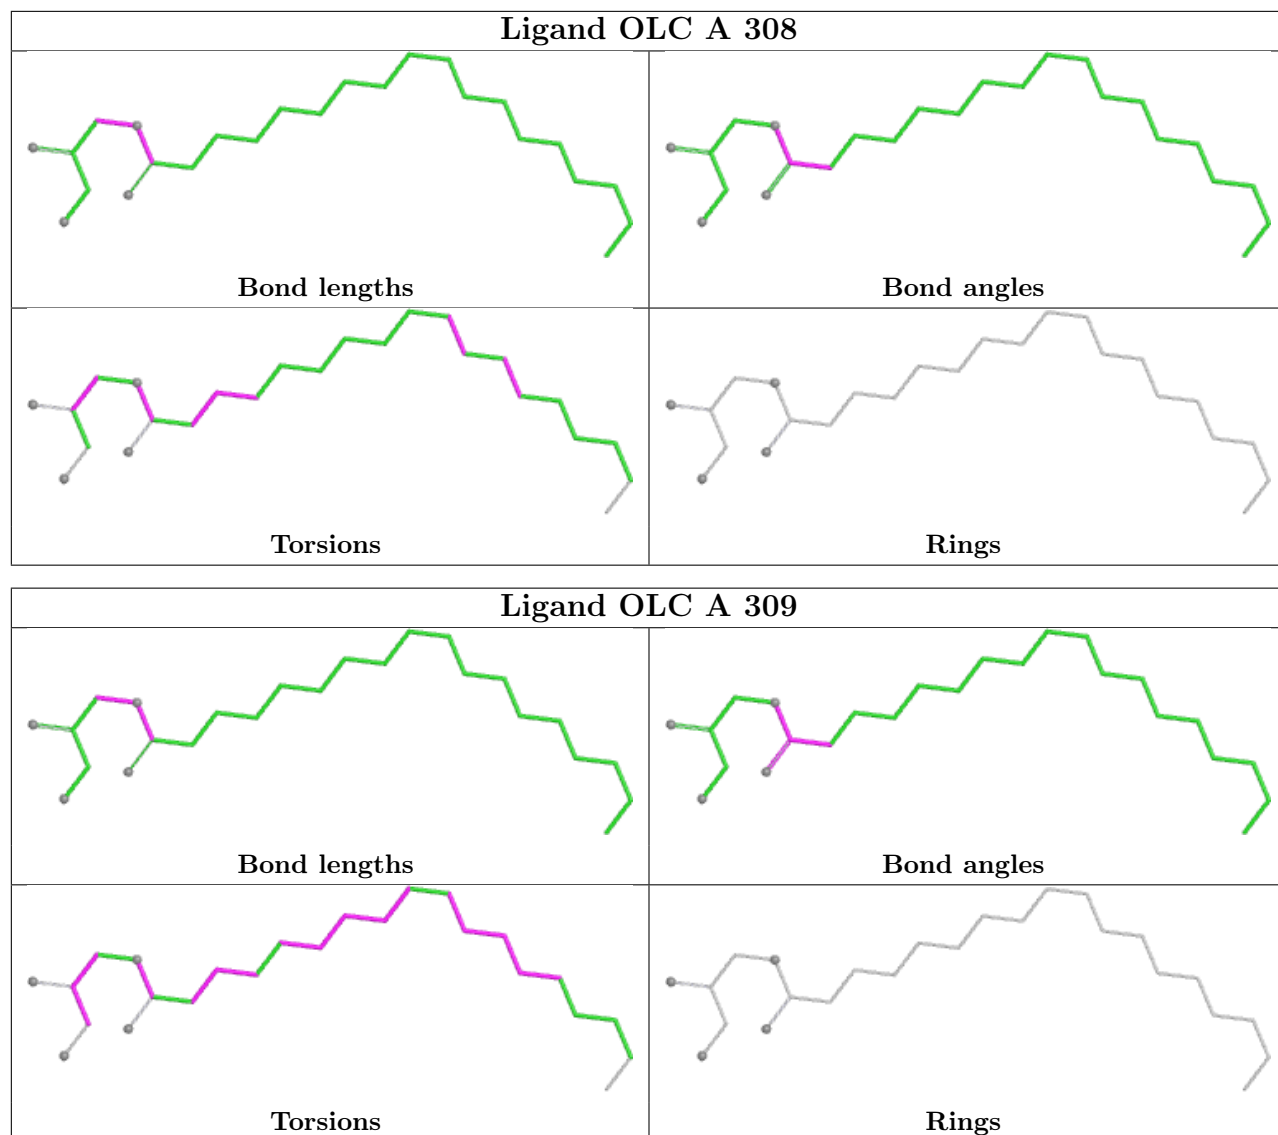 Ligand OLC A 308
Bond lengths
Bond angles
Torsions
Rings
Ligand OLC A 309
Bond lengths
Bond angles
Torsions
Rings